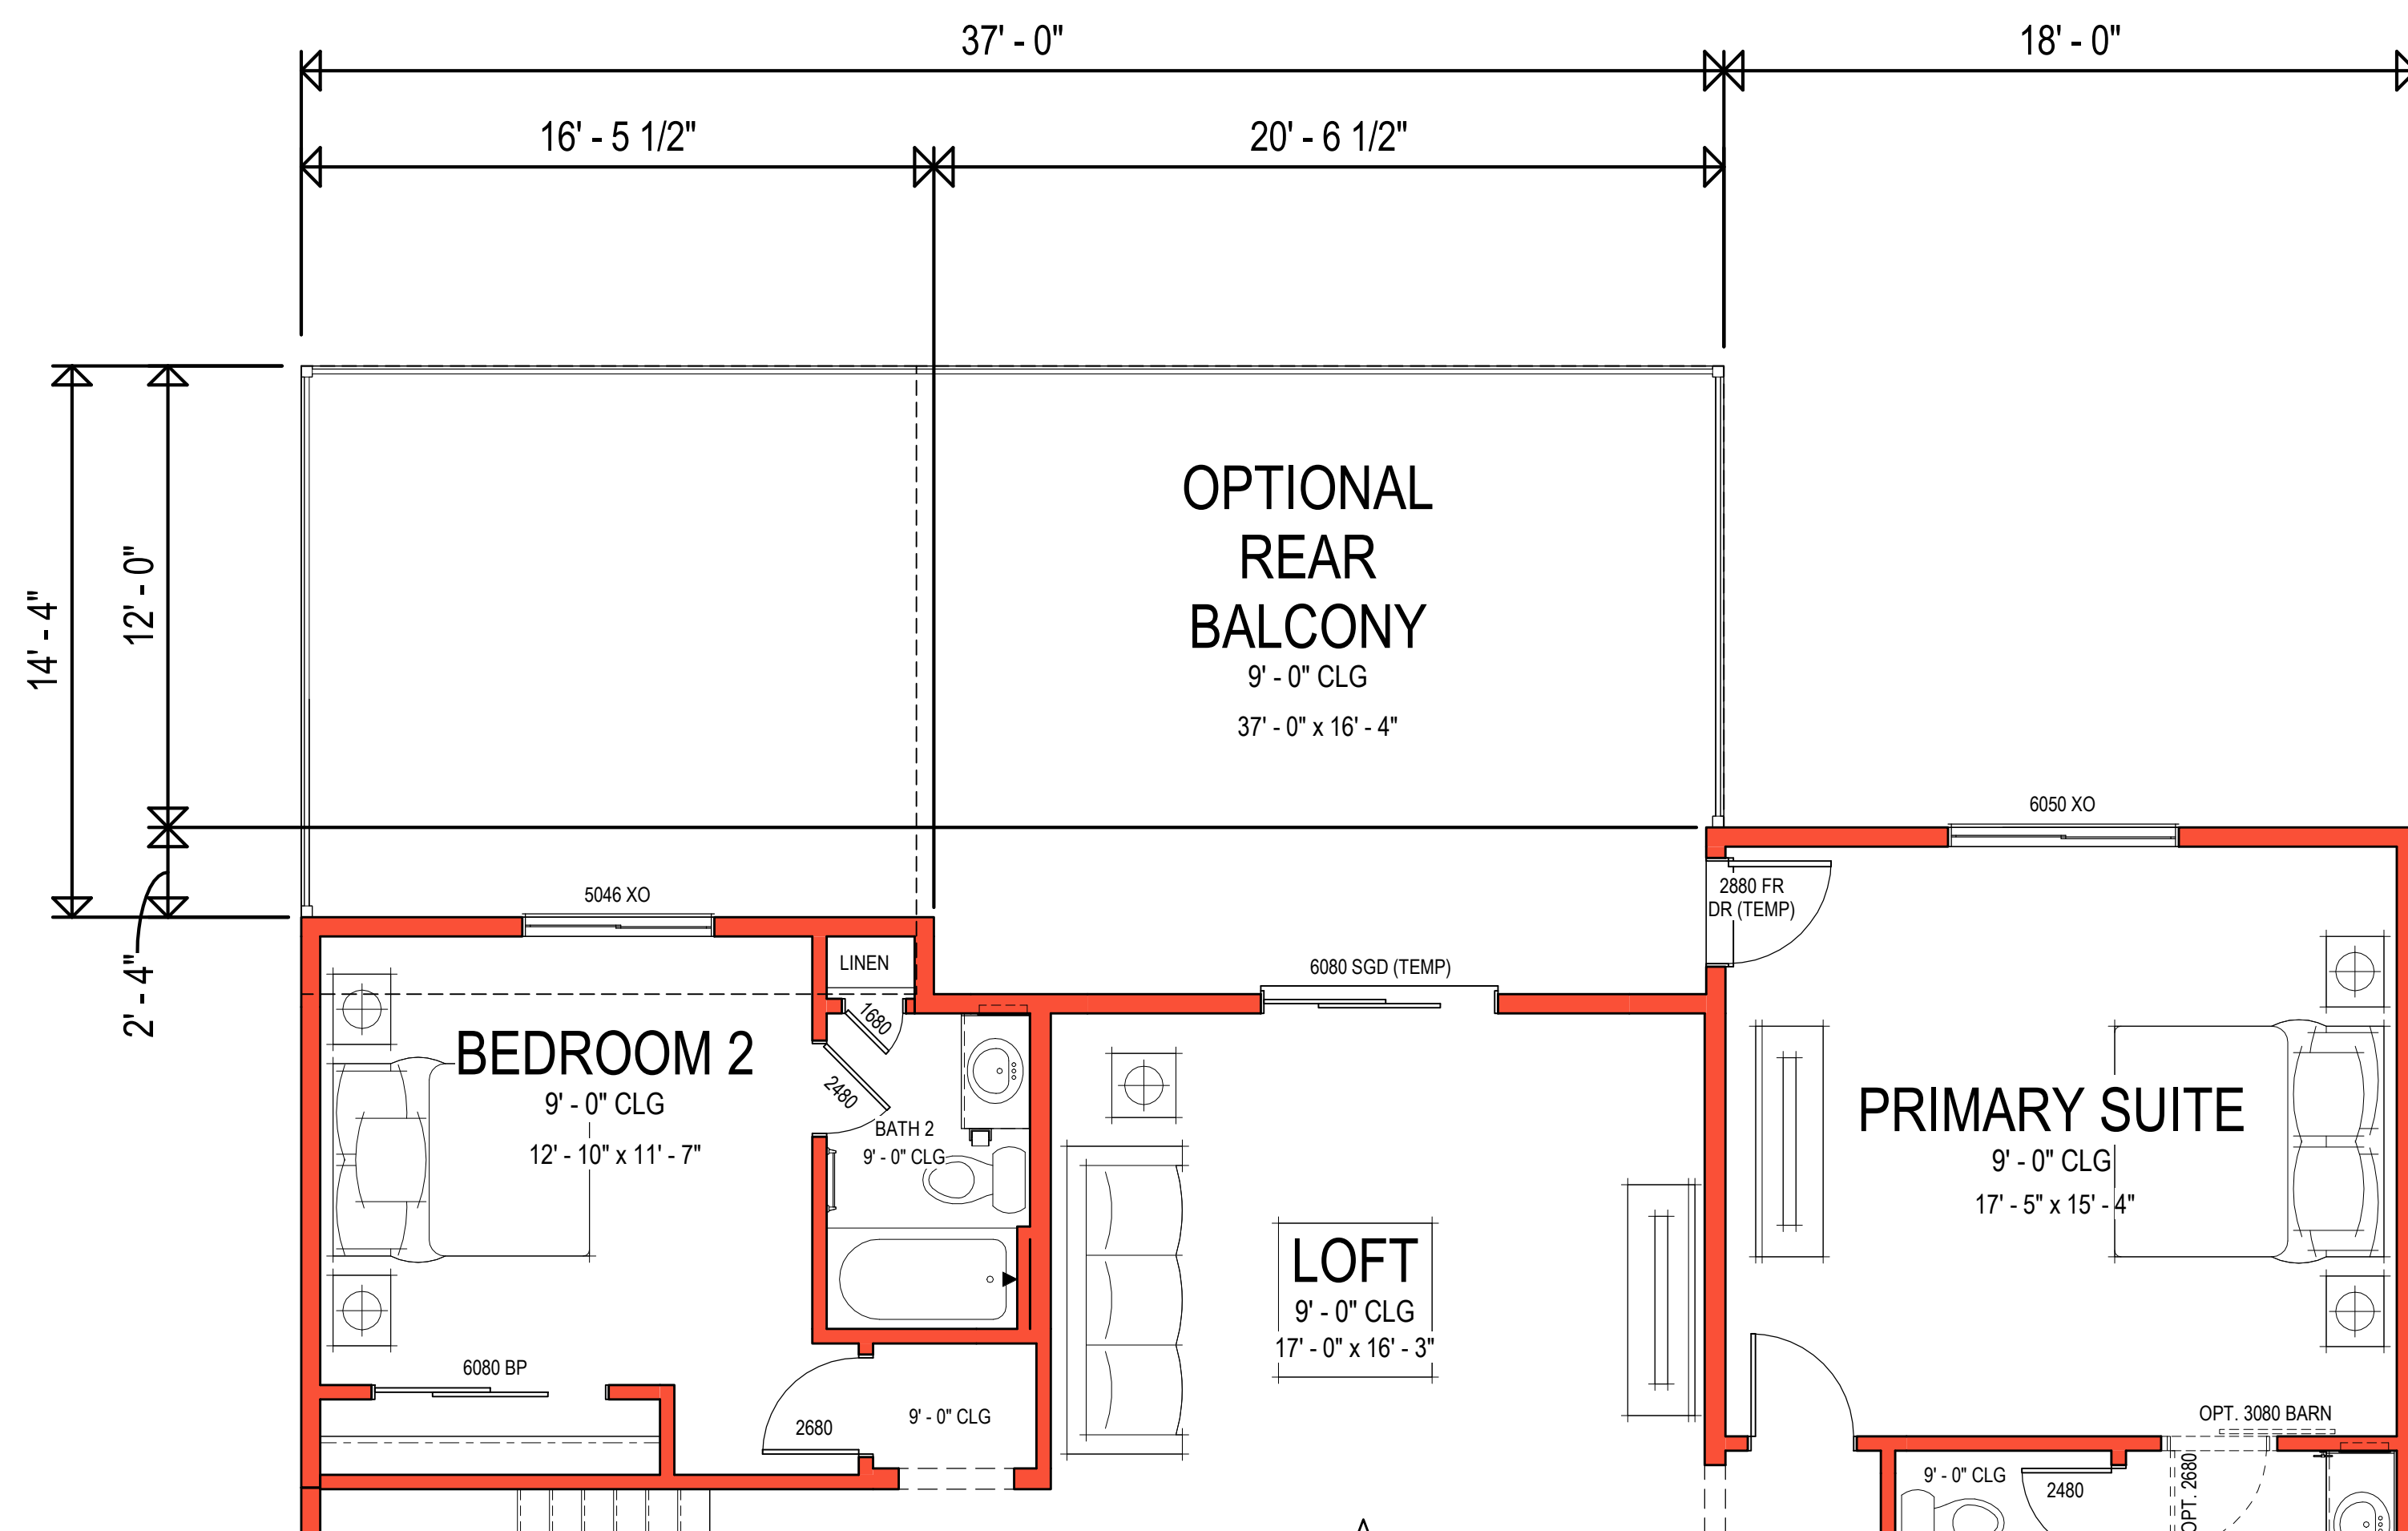 37' - 0"
18' - 0"
16' - 5 1/2"
20' - 6 1/2"
14' - 4"
12' - 0"
2' - 4"
OPTIONAL
REAR
BALCONY
9' - 0" CLG
37' - 0" x 16' - 4"
6050 XO
5046 XO
2880 FR
DR (TEMP)
LINEN
6080 SGD (TEMP)
1680
BEDROOM 2
9' - 0" CLG
12' - 10" x 11' - 7"
2480
BATH 2
9' - 0" CLG
PRIMARY SUITE
9' - 0" CLG
17' - 5" x 15' - 4"
LOFT
9' - 0" CLG
17' - 0" x 16' - 3"
6080 BP
2680
9' - 0" CLG
OPT. 3080 BARN
9' - 0" CLG
2480
OPT. 2680